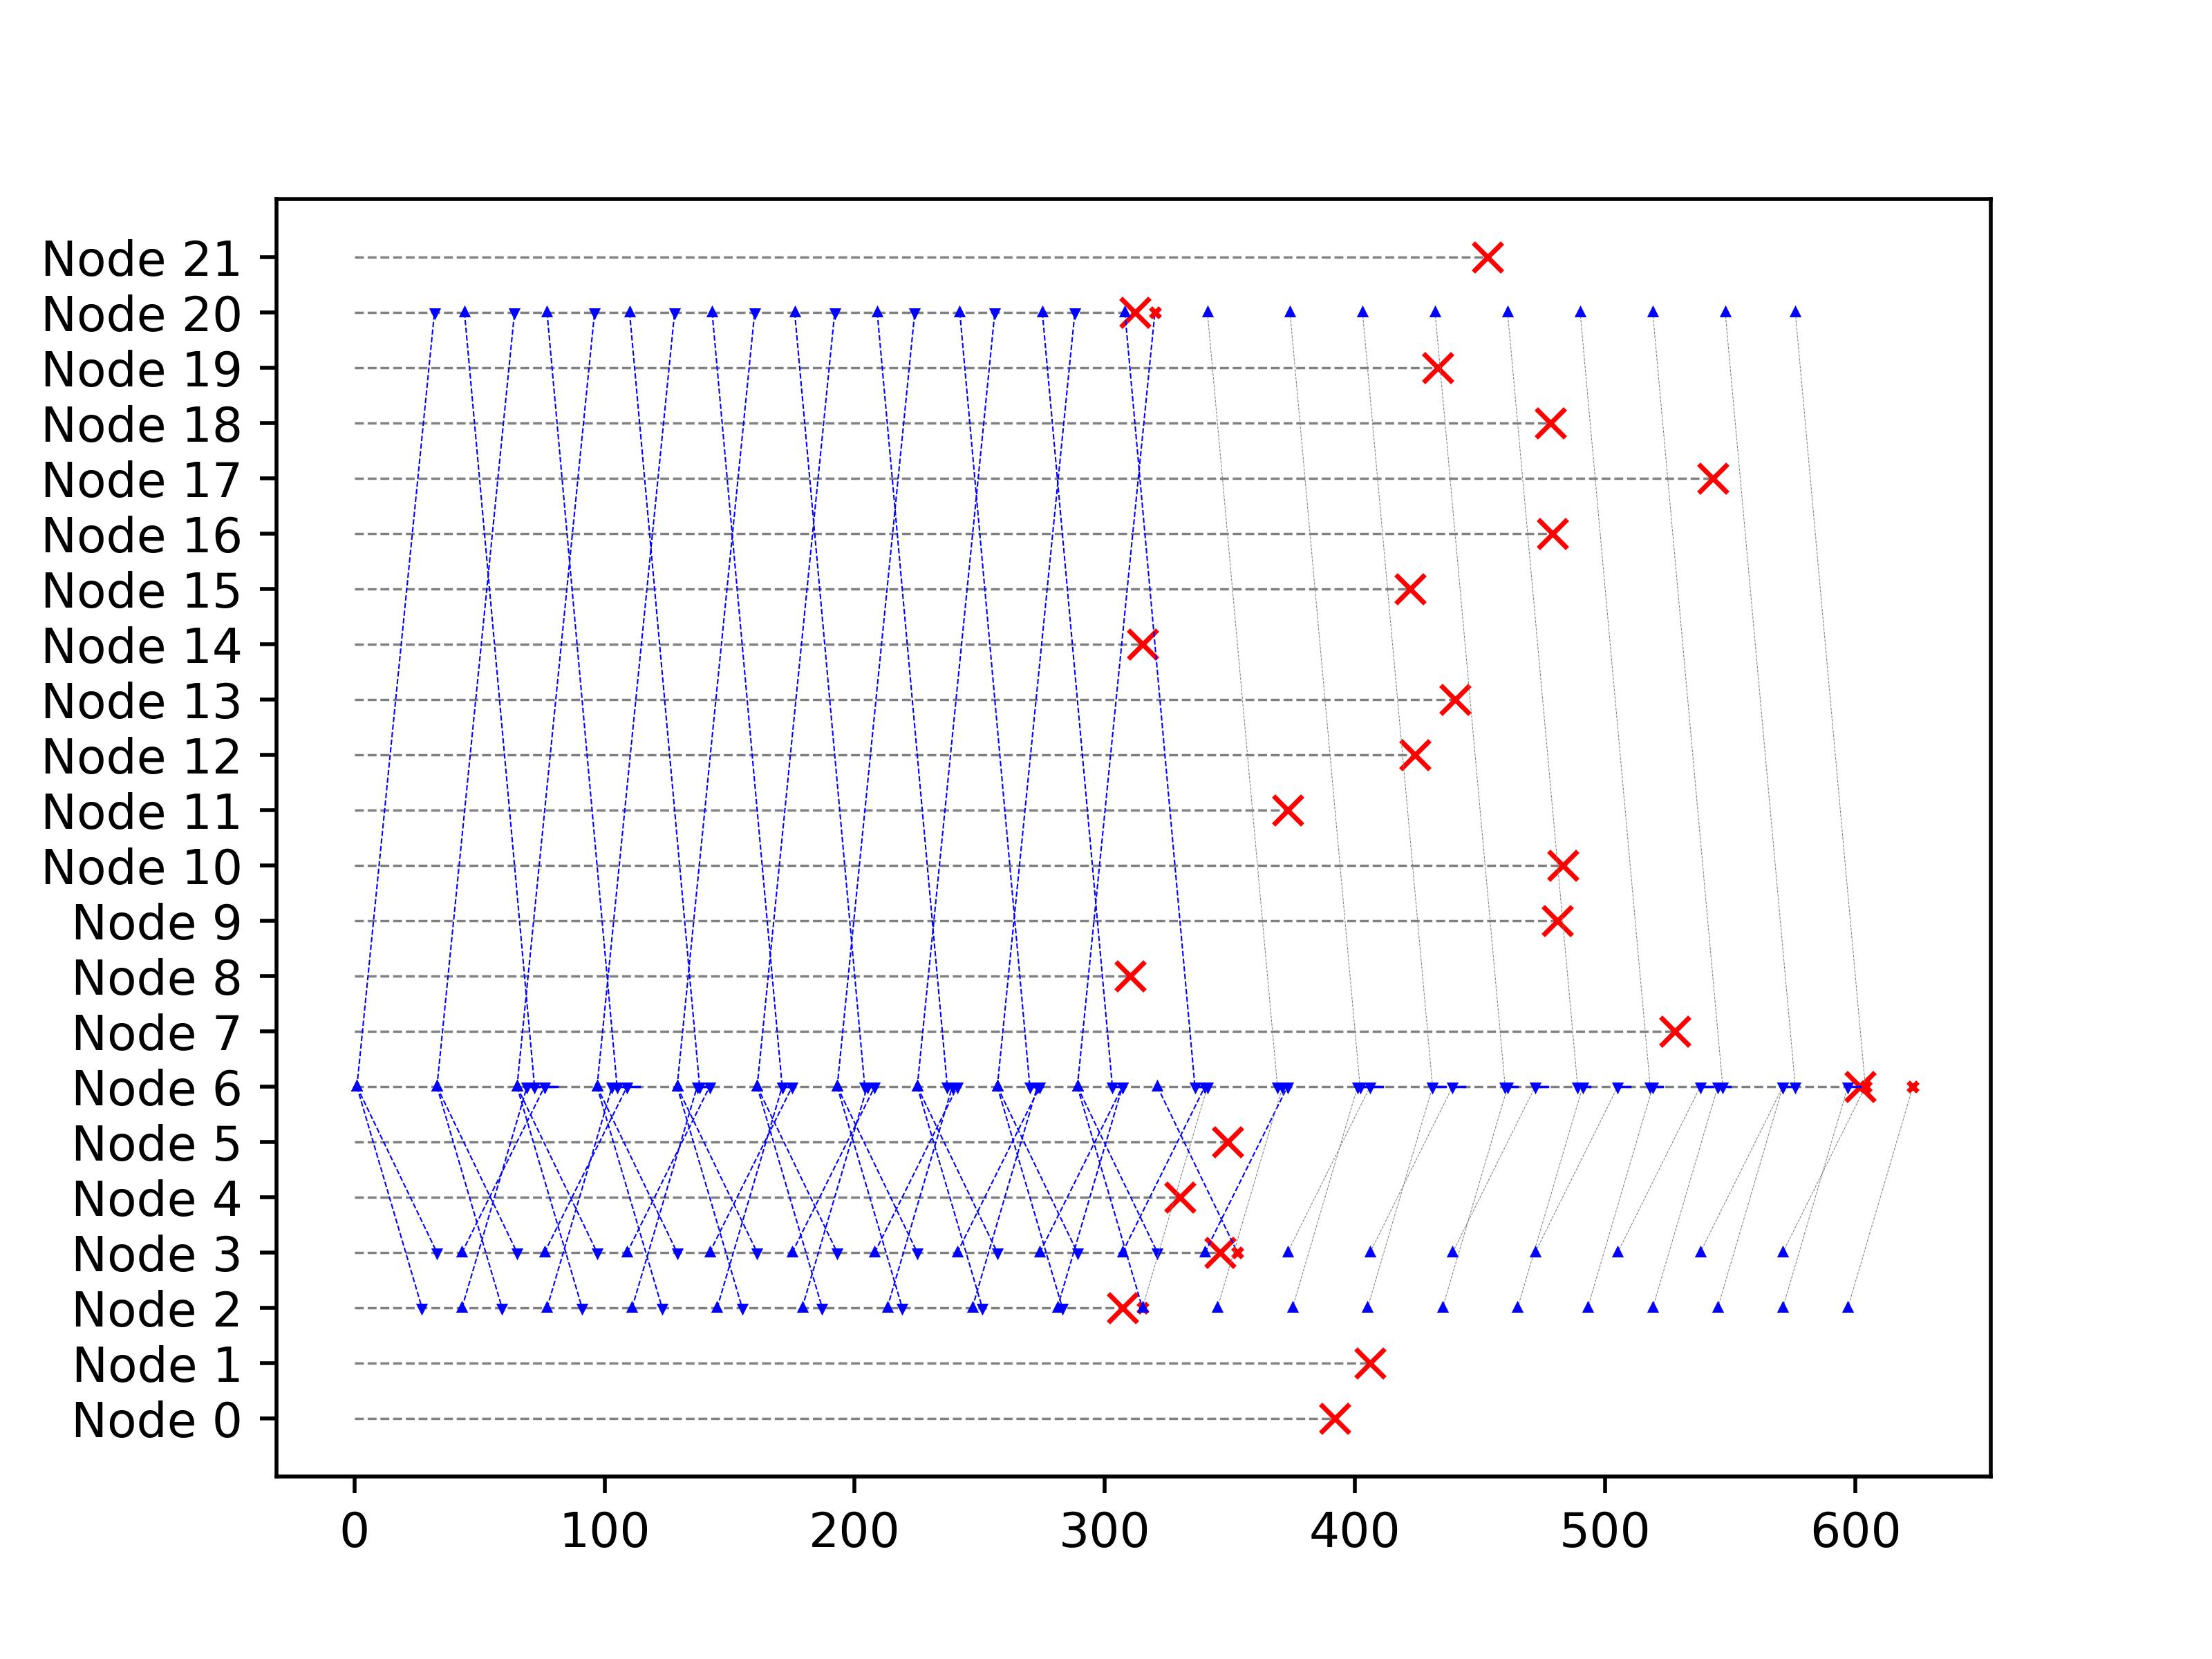 Node 21
Node 20
Node 19
Node 18
Node 17
Node 16
Node 15
Node 14
Node 13
Node 12
Node 11
Node 10
Node 9
Node 8
Node 7
Node 6
Node 5
Node 4
Node 3
Node 2
Node 1
Node 0
0 100 200 300 400 500 600